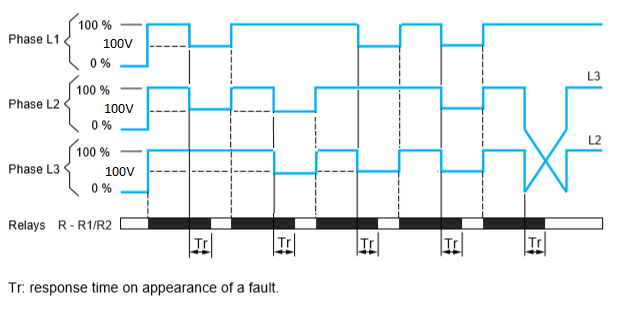 100 %
Phase L1
100V
0 %
L3
100 %
Phase L2
100V
0 %
L2
100 %
Phase L3
100V
0 %
Relays R - R1/R2
Tr Tr Tr Tr Tr
Tr: response time on appearance of a fault.